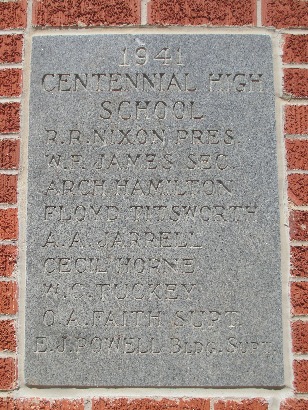 1941
CENTENNIAL HIGH
SCHOOL
R.R. NIXON PRES.
W.F. JAMES SEC.
ARCH HAMILTON
FLOYD TITSWORTH
A.A. JARRELL
CECIL HORNE
W.C. TUCKEY
O.A. FAITH SUPT.
E.J. POWELL BLDG. SUPT.